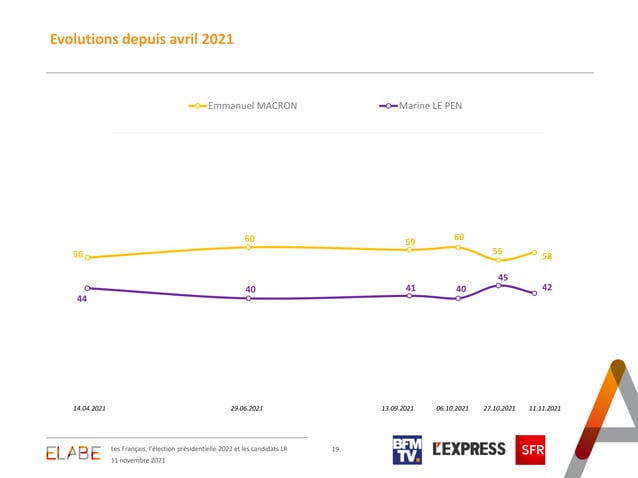 Evolutions depuis avril 2021
Emmanuel MACRON
Marine LE PEN
56
60
59
60
55
58
44
40
41
40
45
42
14.04.2021
29.06.2021
13.09.2021
06.10.2021
27.10.2021
11.11.2021
ELABE
Les Français, l'élection présidentielle 2022 et les candidats LR
11 novembre 2021
19
BFM
TV.
L'EXPRESS
SFR